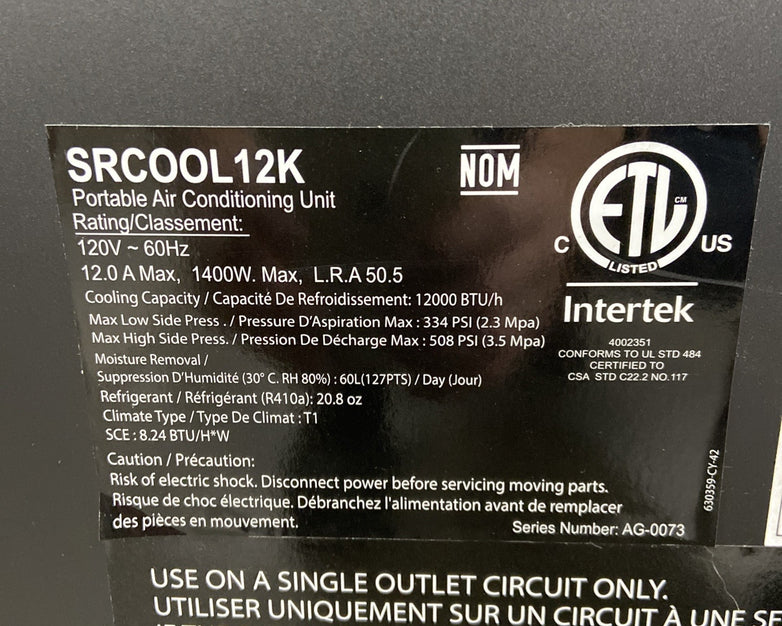 SRCOOL12K
Portable Air Conditioning Unit
Rating/Classement:
120V ~ 60Hz
12.0 A Max, 1400W. Max, L.R.A 50.5
Cooling Capacity / Capacité De Refroidissement: 12000 BTU/h
Max Low Side Press . / Pressure D'Aspiration Max : 334 PSI (2.3 Mpa)
Max High Side Press. / Pression De Décharge Max : 508 PSI (3.5 Mpa)
Moisture Removal /
Suppression D'Humidité (30° C. RH 80%) : 60L(127PTS) / Day (Jour)
Refrigerant / Réfrigérant (R410a): 20.8 oz
Climate Type / Type De Climat : T1
SCE : 8.24 BTU/H*W
Caution / Précaution:
Risk of electric shock. Disconnect power before servicing moving parts.
Risque de choc électrique. Débranchez l'alimentation avant de remplacer
des pièces en mouvement.
Series Number: AG-0073
NOM
ETL CM
C US
LISTED
Intertek
4002351
CONFORMS TO UL STD 484
CERTIFIED TO
CSA STD C22.2 NO.117
630359-CY-42
USE ON A SINGLE OUTLET CIRCUIT ONLY.
UTILISER UNIQUEMENT SUR UN CIRCUIT À UNE SE